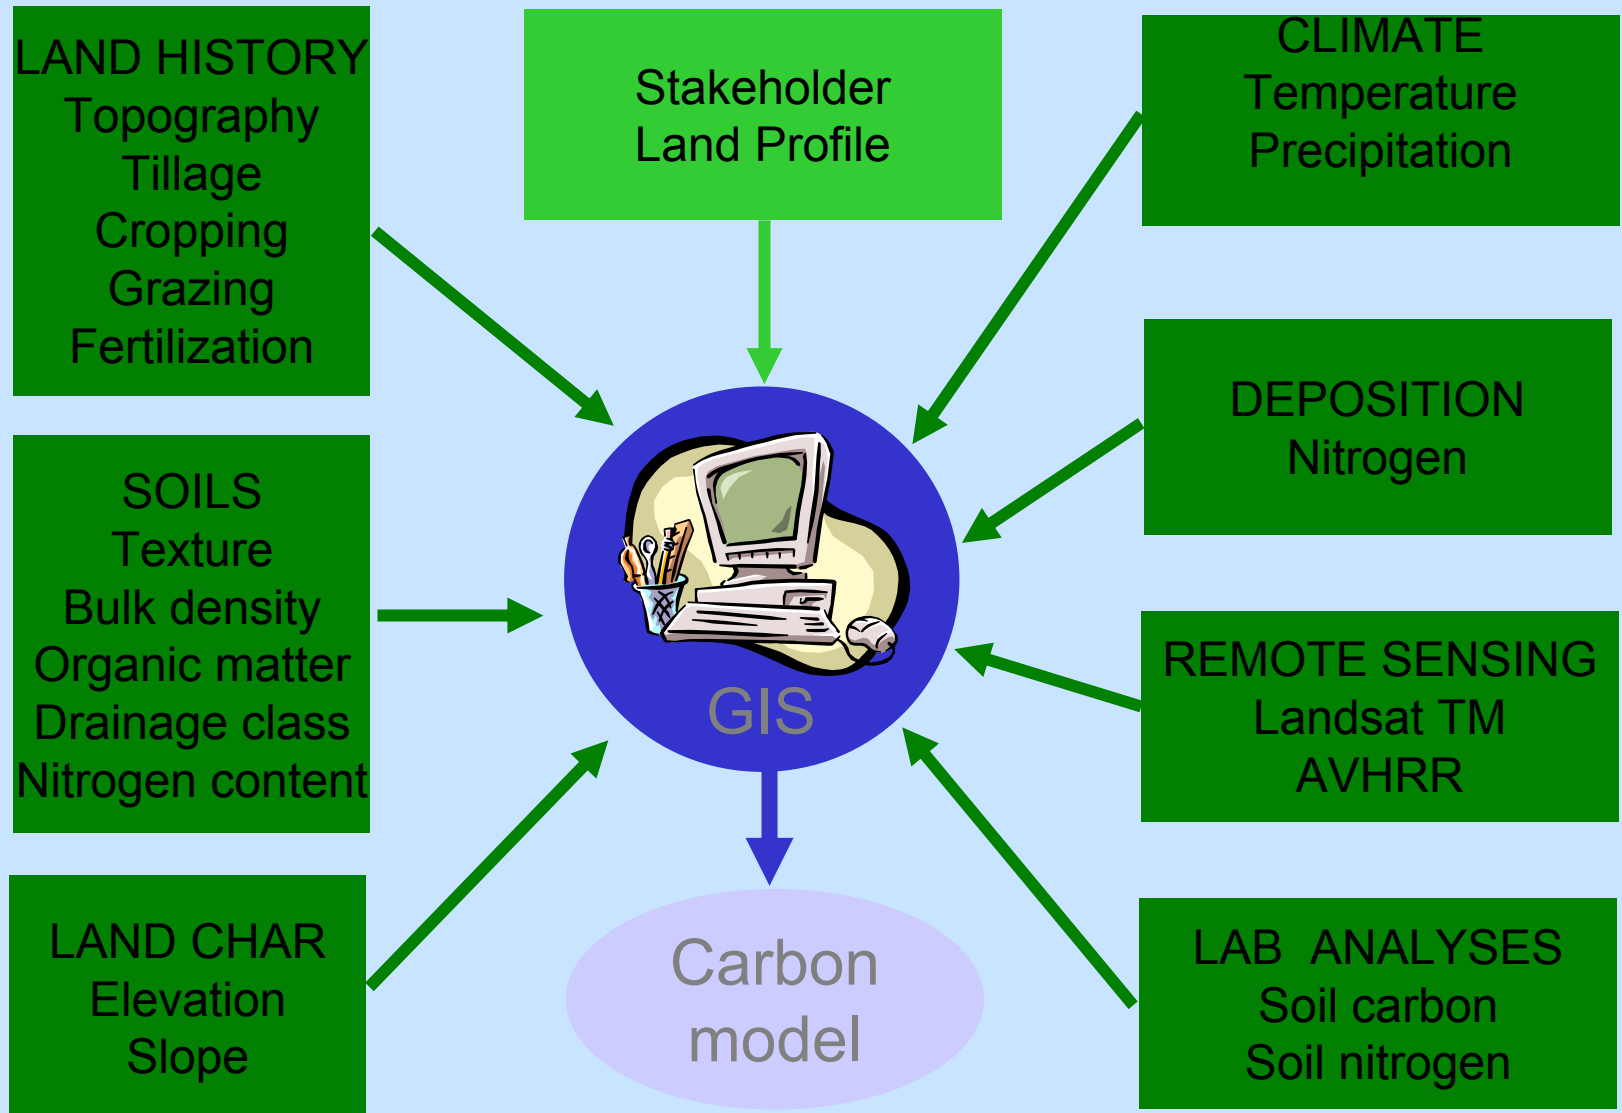 LAND HISTORY
Topography
Tillage
Cropping
Grazing
Fertilization
Stakeholder
Land Profile
CLIMATE
Temperature
Precipitation
DEPOSITION
Nitrogen
SOILS
Texture
Bulk density
Organic matter
Drainage class
Nitrogen content
GIS
REMOTE SENSING
Landsat TM
AVHRR
LAND CHAR
Elevation
Slope
Carbon
model
LAB  ANALYSES
Soil carbon
Soil nitrogen